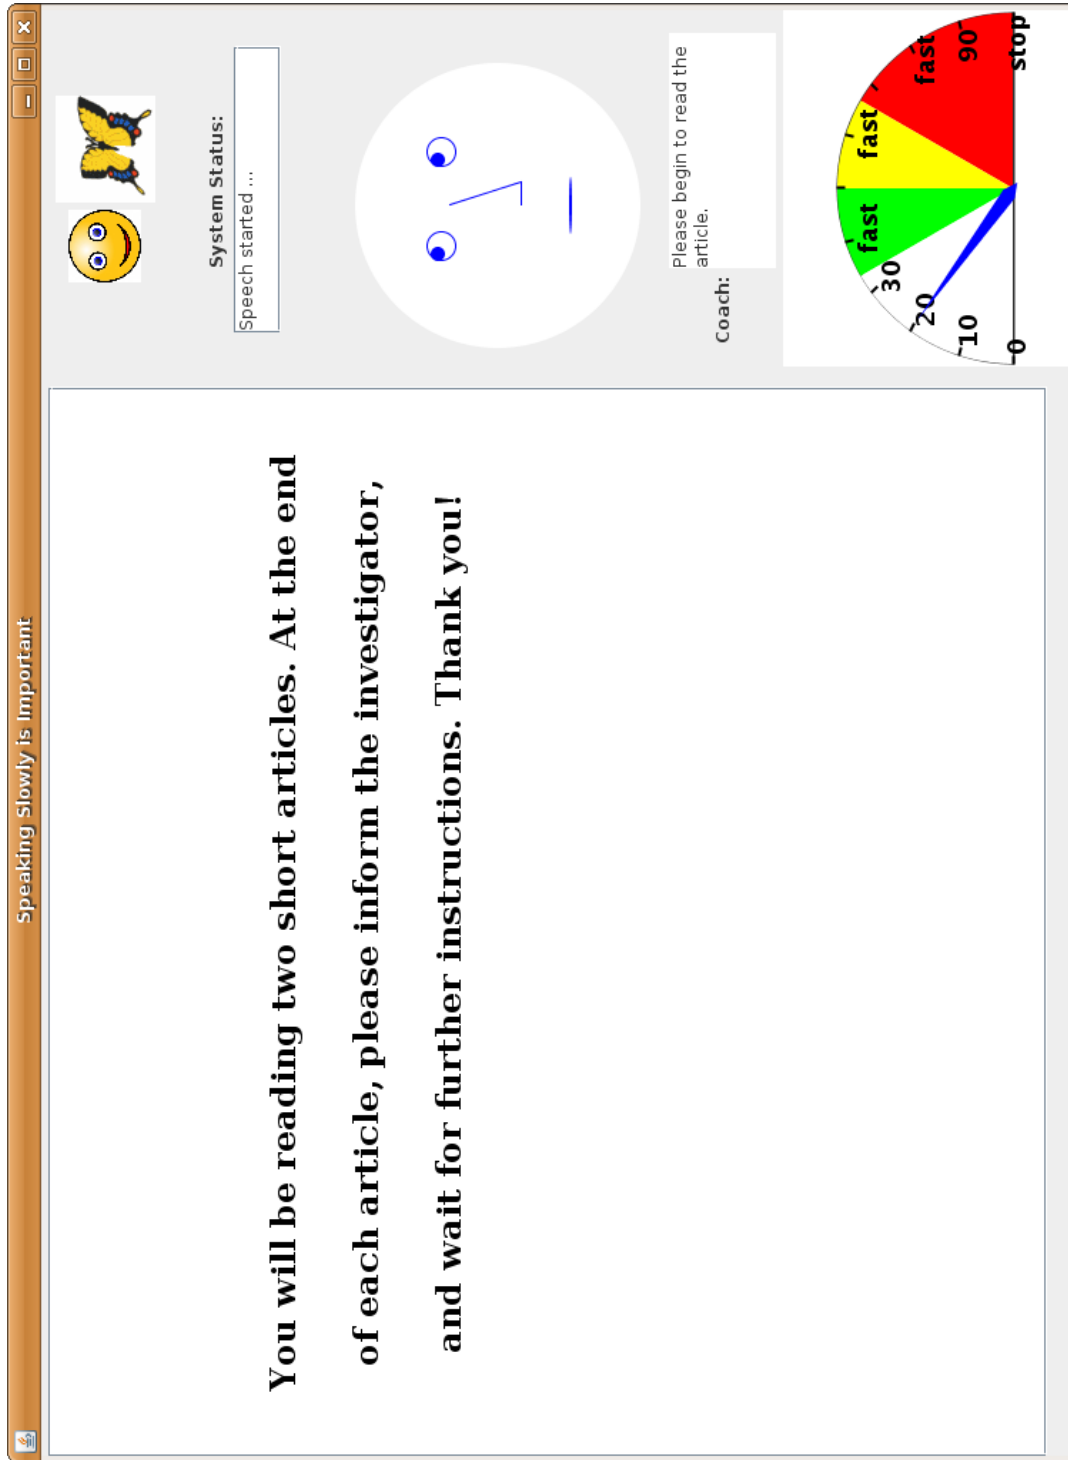 Speaking Slowly is Important
You will be reading two short articles. At the end
of each article, please inform the investigator,
and wait for further instructions. Thank you!
System Status:
Speech started ...
Coach:
Please begin to read the
article.
0
10
20
30
fast
fast
fast
90
stop